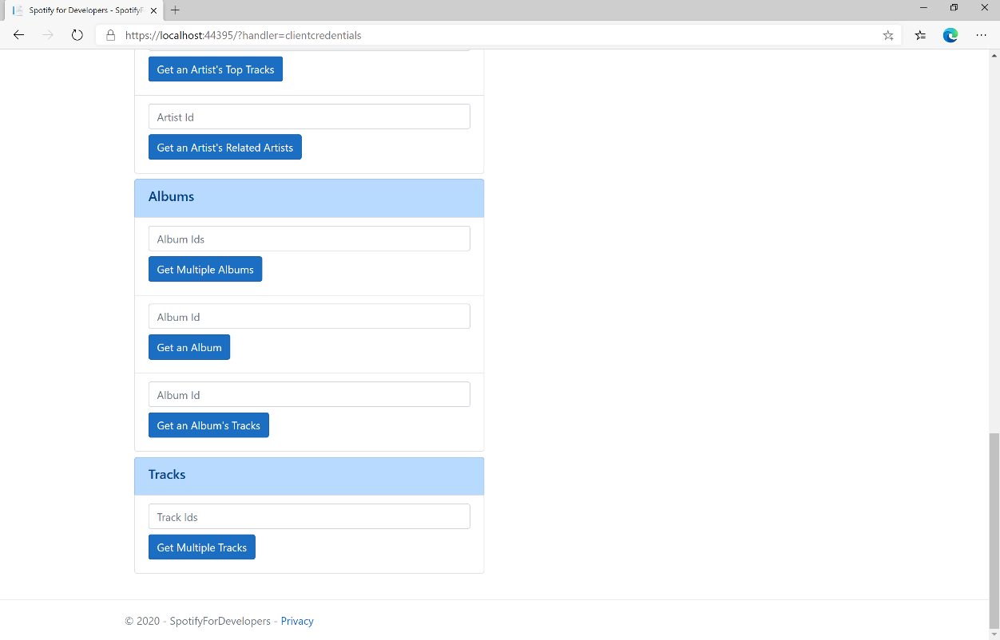 Spotify for Developers - SpotifyF
https://localhost:44395/?handler=clientcredentials
Get an Artist's Top Tracks
Artist Id
Get an Artist's Related Artists
Albums
Album Ids
Get Multiple Albums
Album Id
Get an Album
Album Id
Get an Album's Tracks
Tracks
Track Ids
Get Multiple Tracks
© 2020 - SpotifyForDevelopers - Privacy